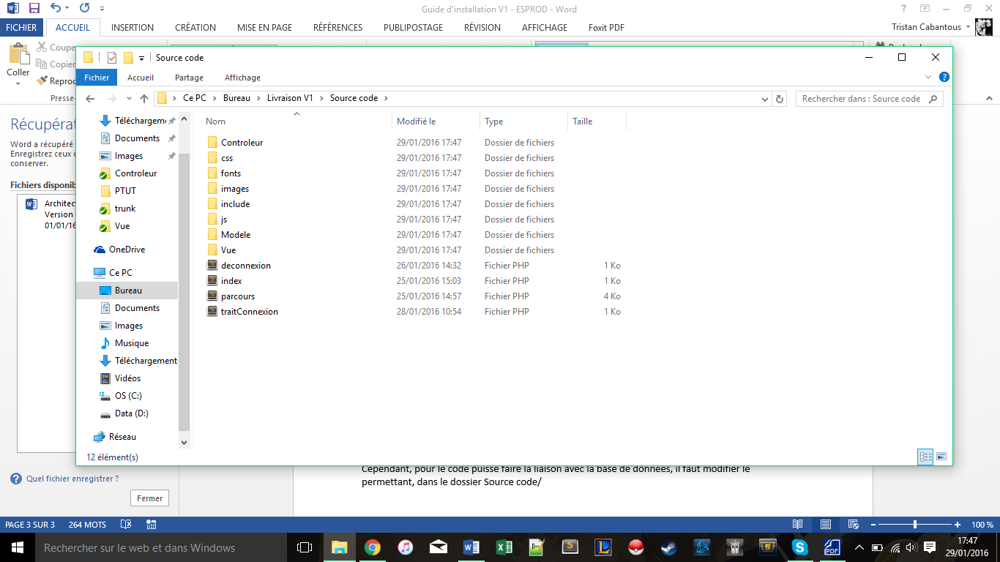 Guide d'installation V1 - ESPROD - Word
FICHIER ACCUEIL INSERTION CRÉATION MISE EN PAGE RÉFÉRENCES PUBLIPOSTAGE RÉVISION AFFICHAGE Foxit PDF
Tristan Cabantous
Coller
Coupe
Copier
Reprod
Presse-
Source code
Fichier Accueil Partage Affichage
Ce PC Bureau Livraison V1 Source code
Rechercher dans : Source code
Nom Modifié le Type Taille
Controleur 29/01/2016 17:47 Dossier de fichiers
css 29/01/2016 17:47 Dossier de fichiers
fonts 29/01/2016 17:47 Dossier de fichiers
images 29/01/2016 17:47 Dossier de fichiers
include 29/01/2016 17:47 Dossier de fichiers
js 29/01/2016 17:47 Dossier de fichiers
Modele 29/01/2016 17:47 Dossier de fichiers
Vue 29/01/2016 17:47 Dossier de fichiers
deconnexion 26/01/2016 14:32 Fichier PHP 1 Ko
index 25/01/2016 15:03 Fichier PHP 1 Ko
parcours 25/01/2016 14:57 Fichier PHP 4 Ko
traitConnexion 28/01/2016 10:54 Fichier PHP 1 Ko
Téléchargem
Documents
Images
Controleur
PTUT
trunk
Vue
OneDrive
Ce PC
Bureau
Documents
Images
Musique
Téléchargement
Vidéos
OS (C:)
Data (D:)
Réseau
12 élément(s)
Récupérat
Word a récupéré
Enregistrez ceux
conserver.
Fichiers disponib
Architec
Version
01/01/16
Quel fichier enregistrer ?
Fermer
Cependant, pour le code puisse faire la liaison avec la base de données, il faut modifier le
permettant, dans le dossier Source code/
PAGE 3 SUR 3 264 MOTS 100 %
Rechercher sur le web et dans Windows
17:47
29/01/2016